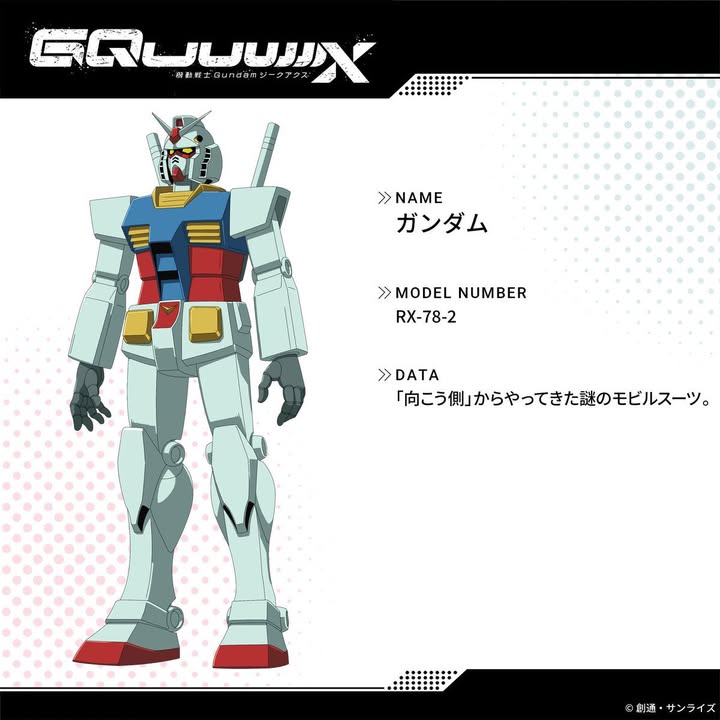 GQuuuuuuX
機動戦士Gundamジークアクス
NAME
ガンダム
MODEL NUMBER
RX-78-2
DATA
「向こう側」からやってきた謎のモビルスーツ。
© 創通・サンライズ